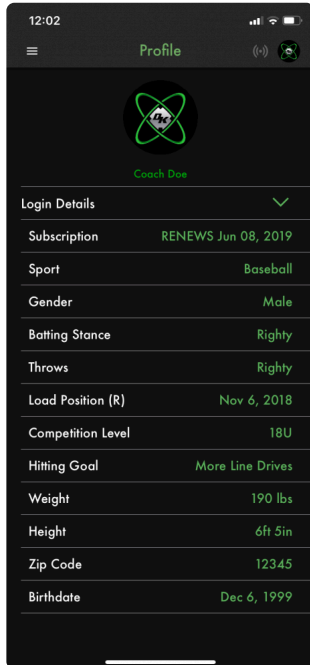 12:02
Profile
DK
Coach Doe
Login Details
Subscription RENEWS Jun 08, 2019
Sport Baseball
Gender Male
Batting Stance Righty
Throws Righty
Load Position (R) Nov 6, 2018
Competition Level 18U
Hitting Goal More Line Drives
Weight 190 lbs
Height 6ft 5in
Zip Code 12345
Birthdate Dec 6, 1999